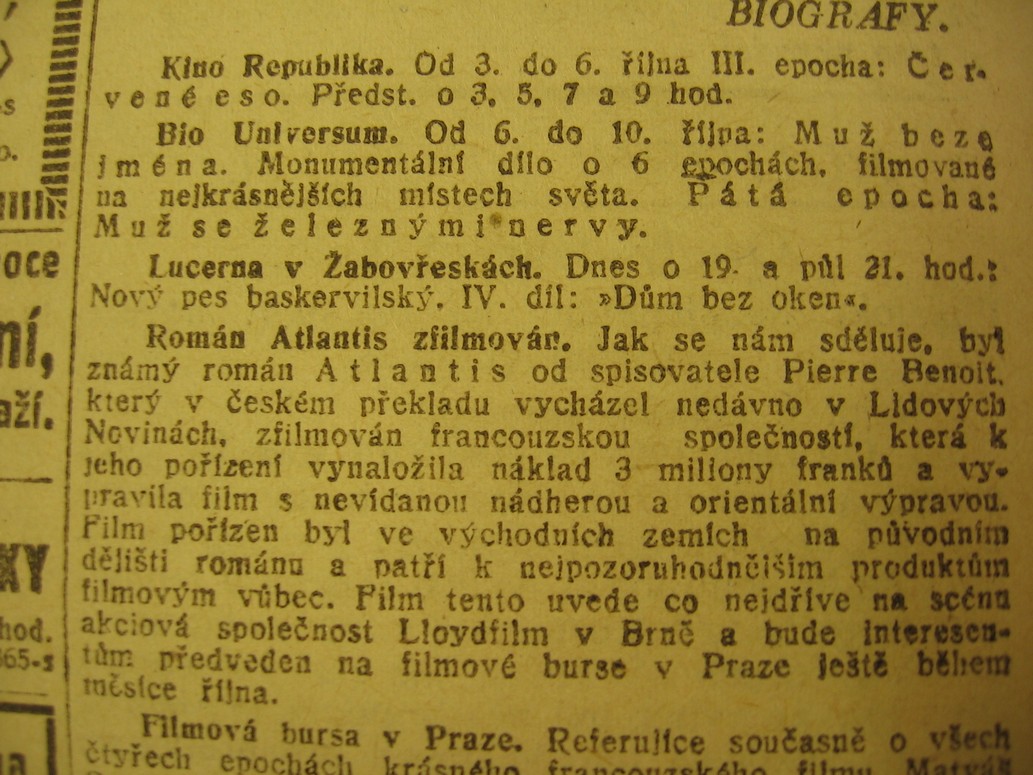 BIOGRAFY.
Kino Republika. Od 3. do 6. října III. epocha: Čer-
vené eso. Předst. o 3, 5, 7 a 9 hod.
Bio Universum. Od 6. do 10. října: Muž beze
jména. Monumentální dílo o 6 epochách, filmované
na nejkrásnějších místech světa. Pátá epocha:
Muž se železnými nervy.
Lucerna v Žabovřeskách. Dnes o 19. a půl 21. hod.:
Nový pes baskervilský. IV. díl: »Dům bez oken«.
Román Atlantis zfilmován. Jak se nám sděluje, byl
známý román Atlantis od spisovatele Pierre Benoit,
který v českém překladu vycházel nedávno v Lidových
Novinách, zfilmován francouzskou společností, která k
jeho pořízení vynaložila náklad 3 miliony franků a vy-
pravila film s nevídanou nádherou a orientální výpravou.
Film pořízen byl ve východních zemích na původním
dějišti románu a patří k nejpozoruhodnějším produktům
filmovým vůbec. Film tento uvede co nejdříve na scénu
akciová společnost Lloydfilm v Brně a bude interesen-
tům předveden na filmové burse v Praze ještě během
měsíce října.
Filmová bursa v Praze. Referujíce současně o všech
čtyřech epochách krásného francouzského filmu
oce
ní,
aží.
XY
hod.
865-s